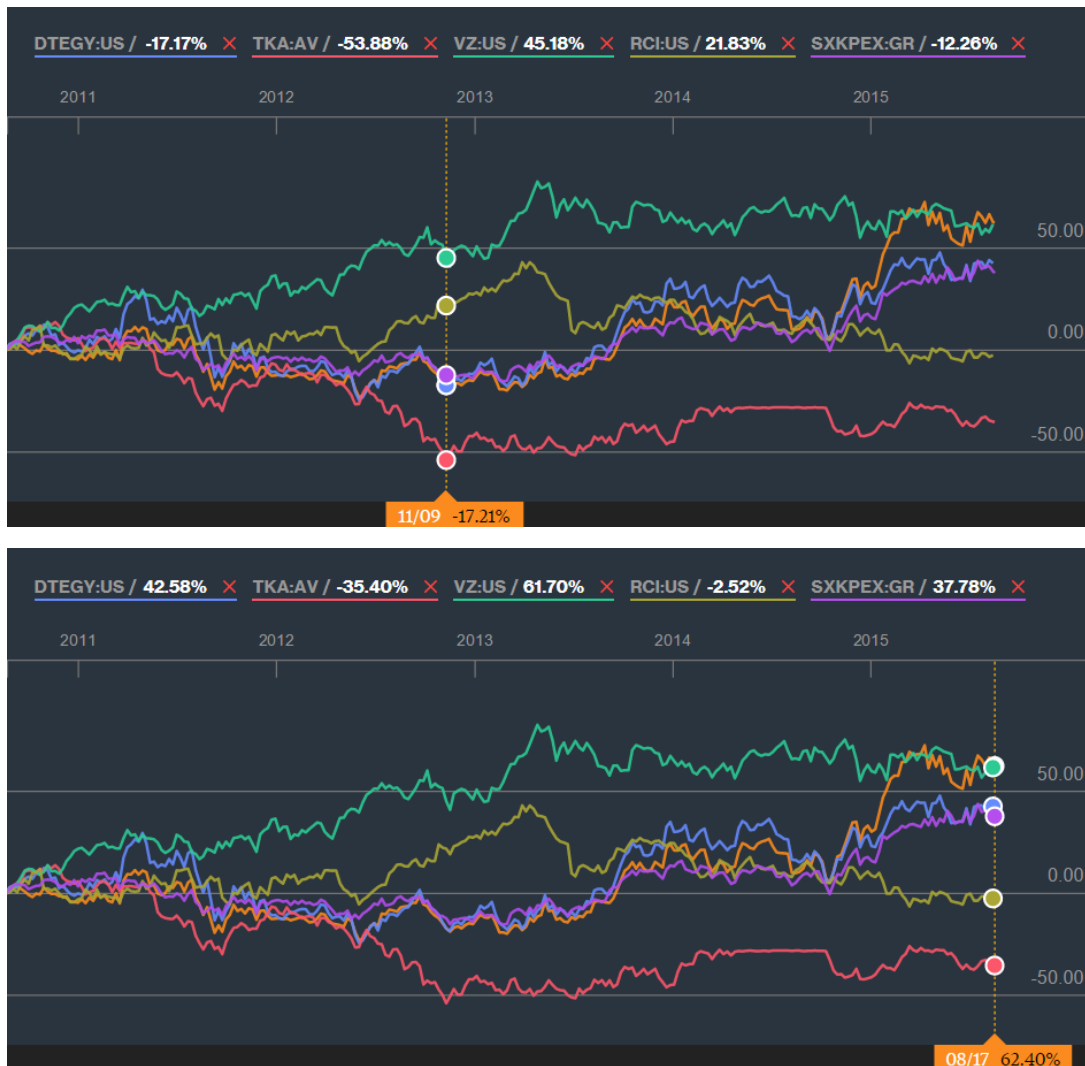 DTEGY:US / -17.17% × TKA:AV / -53.88% × VZ:US / 45.18% × RCI:US / 21.83% × SXKPEX:GR / -12.26% ×
2011 2012 2013 2014 2015
50.00
0.00
-50.00
11/09 -17.21%
DTEGY:US / 42.58% × TKA:AV / -35.40% × VZ:US / 61.70% × RCI:US / -2.52% × SXKPEX:GR / 37.78% ×
2011 2012 2013 2014 2015
50.00
0.00
-50.00
08/17 62.40%